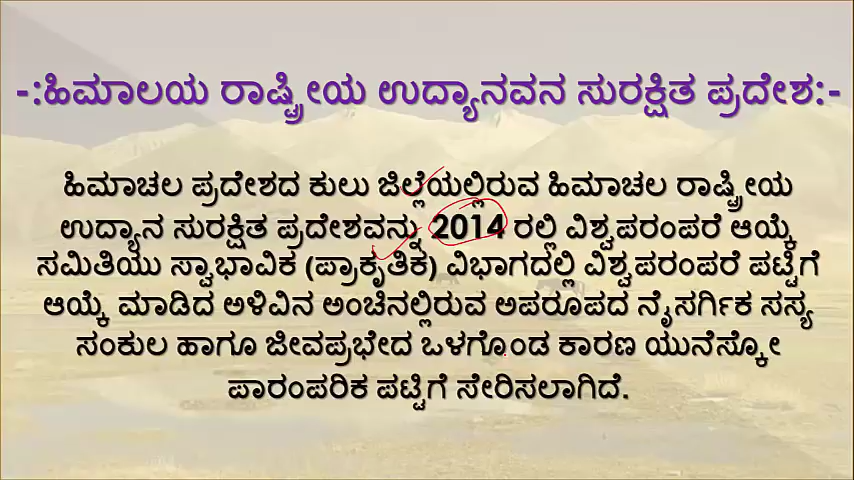 -:ಹಿಮಾಲಯ ರಾಷ್ಟ್ರೀಯ ಉದ್ಯಾನವನ ಸುರಕ್ಷಿತ ಪ್ರದೇಶ:-
ಹಿಮಾಚಲ ಪ್ರದೇಶದ ಕುಲು ಜಿಲ್ಲೆಯಲ್ಲಿರುವ ಹಿಮಾಚಲ ರಾಷ್ಟ್ರೀಯ
ಉದ್ಯಾನ ಸುರಕ್ಷಿತ ಪ್ರದೇಶವನ್ನು 2014 ರಲ್ಲಿ ವಿಶ್ವಪರಂಪರೆ ಆಯ್ಕೆ
ಸಮಿತಿಯು ಸ್ವಾಭಾವಿಕ (ಪ್ರಾಕೃತಿಕ) ವಿಭಾಗದಲ್ಲಿ ವಿಶ್ವಪರಂಪರೆ ಪಟ್ಟಿಗೆ
ಆಯ್ಕೆ ಮಾಡಿದ ಅಳಿವಿನ ಅಂಚಿನಲ್ಲಿರುವ ಅಪರೂಪದ ನೈಸರ್ಗಿಕ ಸಸ್ಯ
ಸಂಕುಲ ಹಾಗೂ ಜೀವಪ್ರಭೇದ ಒಳಗೊಂಡ ಕಾರಣ ಯುನೆಸ್ಕೋ
ಪಾರಂಪರಿಕ ಪಟ್ಟಿಗೆ ಸೇರಿಸಲಾಗಿದೆ.